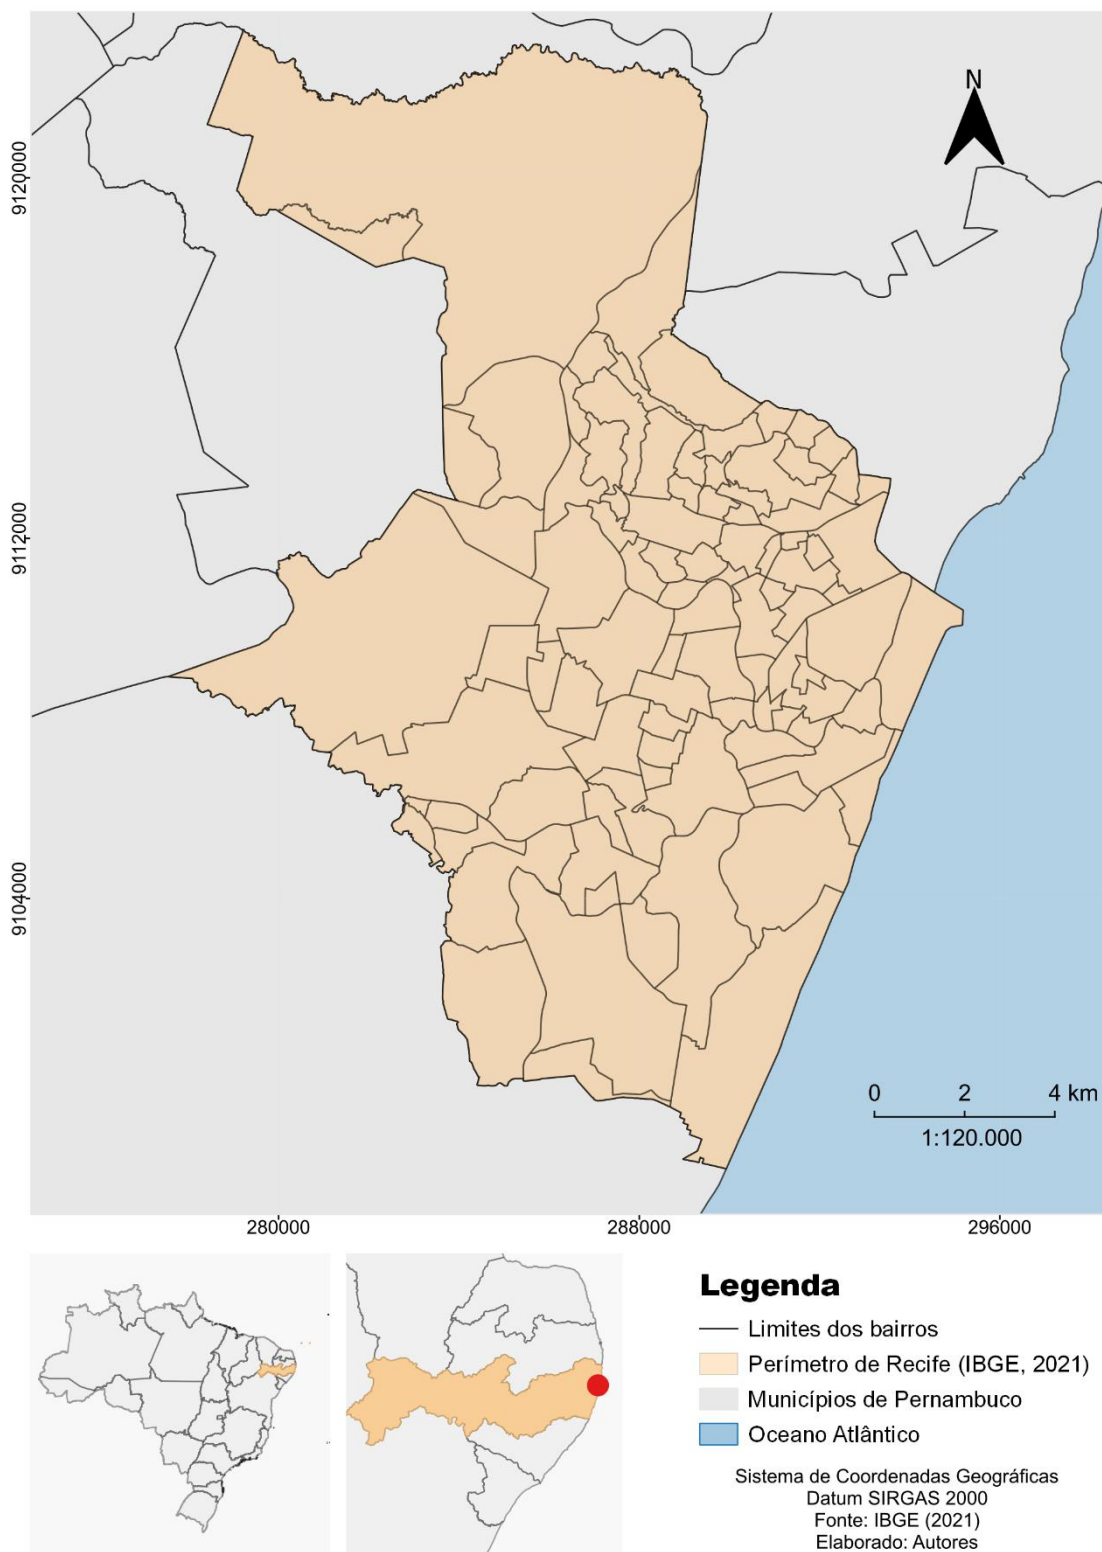 N
9120000
9112000
9104000
0 2 4 km
1:120.000
280000 288000 296000
Legenda
Limites dos bairros
Perímetro de Recife (IBGE, 2021)
Municípios de Pernambuco
Oceano Atlântico
Sistema de Coordenadas Geográficas
Datum SIRGAS 2000
Fonte: IBGE (2021)
Elaborado: Autores